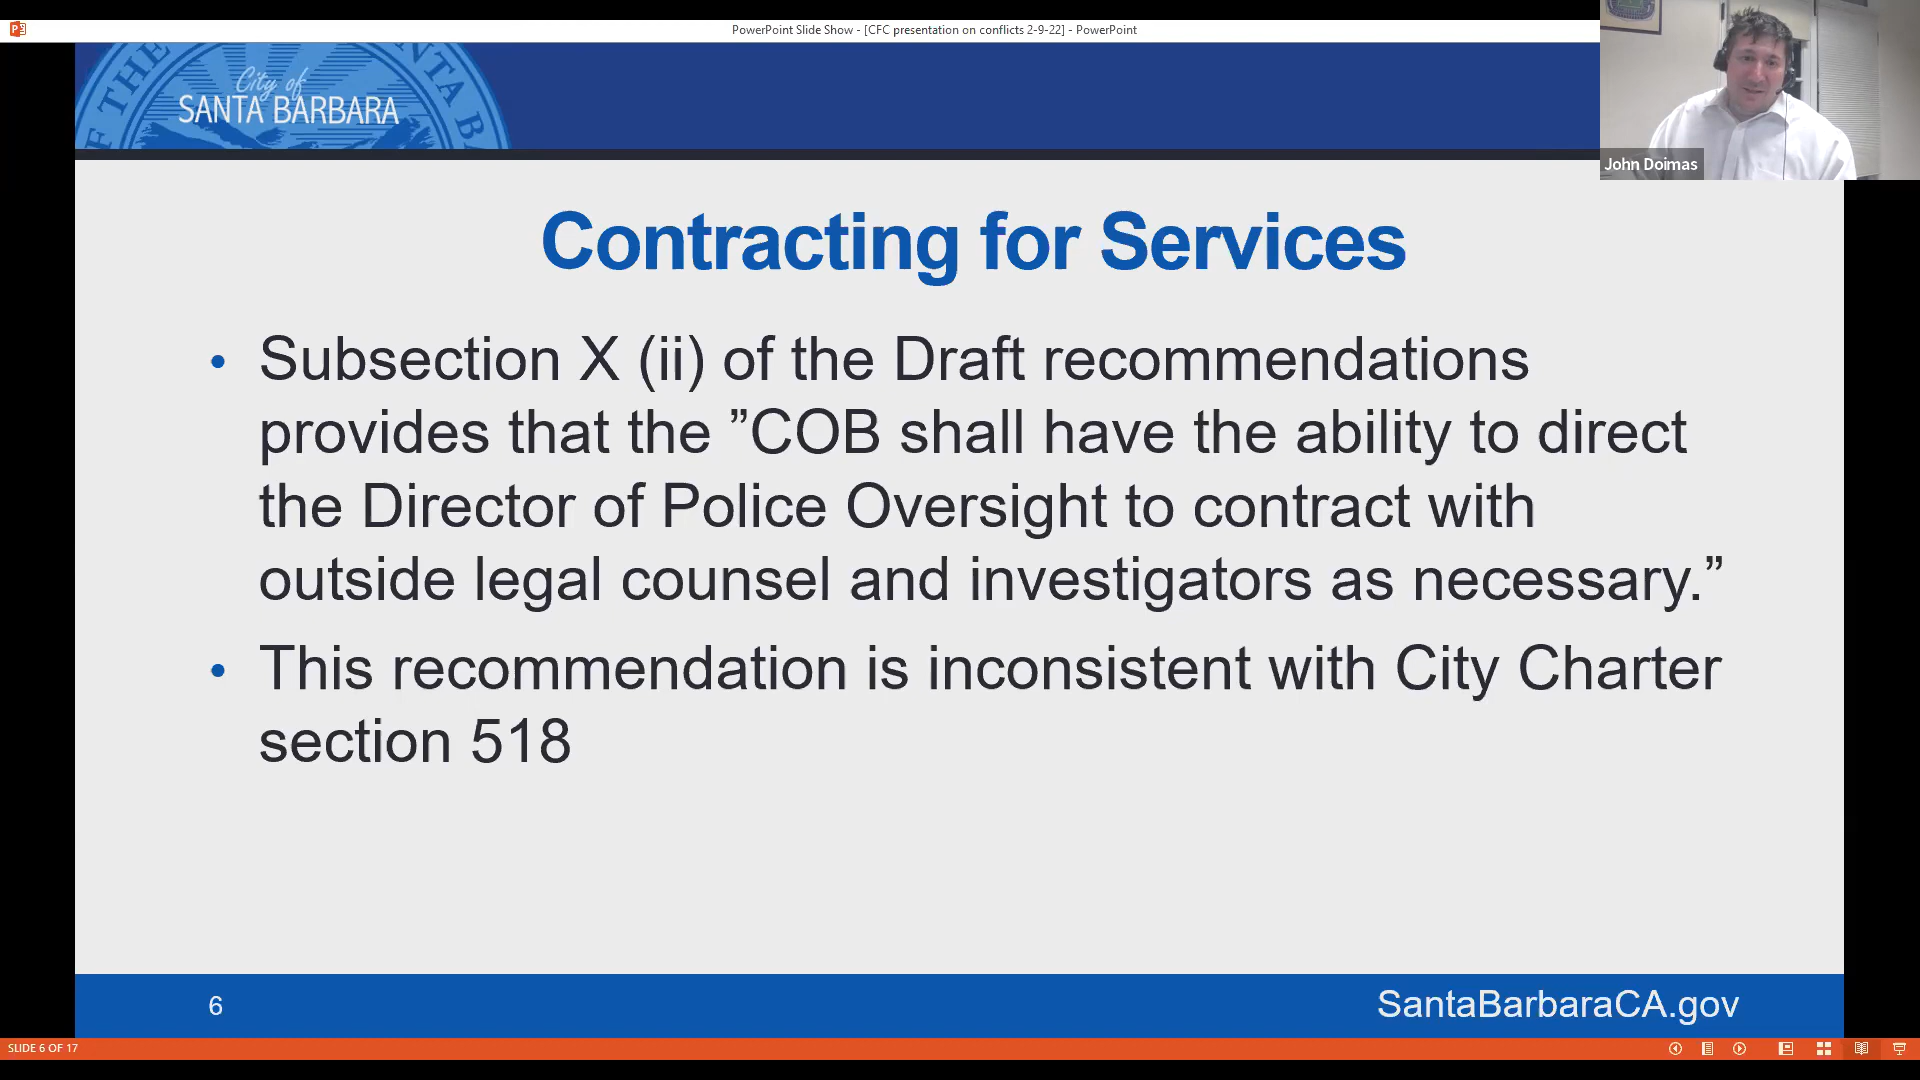 PowerPoint Slide Show - [CFC presentation on conflicts 2-9-22] - PowerPoint
F THE
NTA B
City of
SANTA BARBARA
John Doimas
Contracting for Services
• Subsection X (ii) of the Draft recommendations
provides that the ”COB shall have the ability to direct
the Director of Police Oversight to contract with
outside legal counsel and investigators as necessary.”
• This recommendation is inconsistent with City Charter
section 518
6
SantaBarbaraCA.gov
SLIDE 6 OF 17